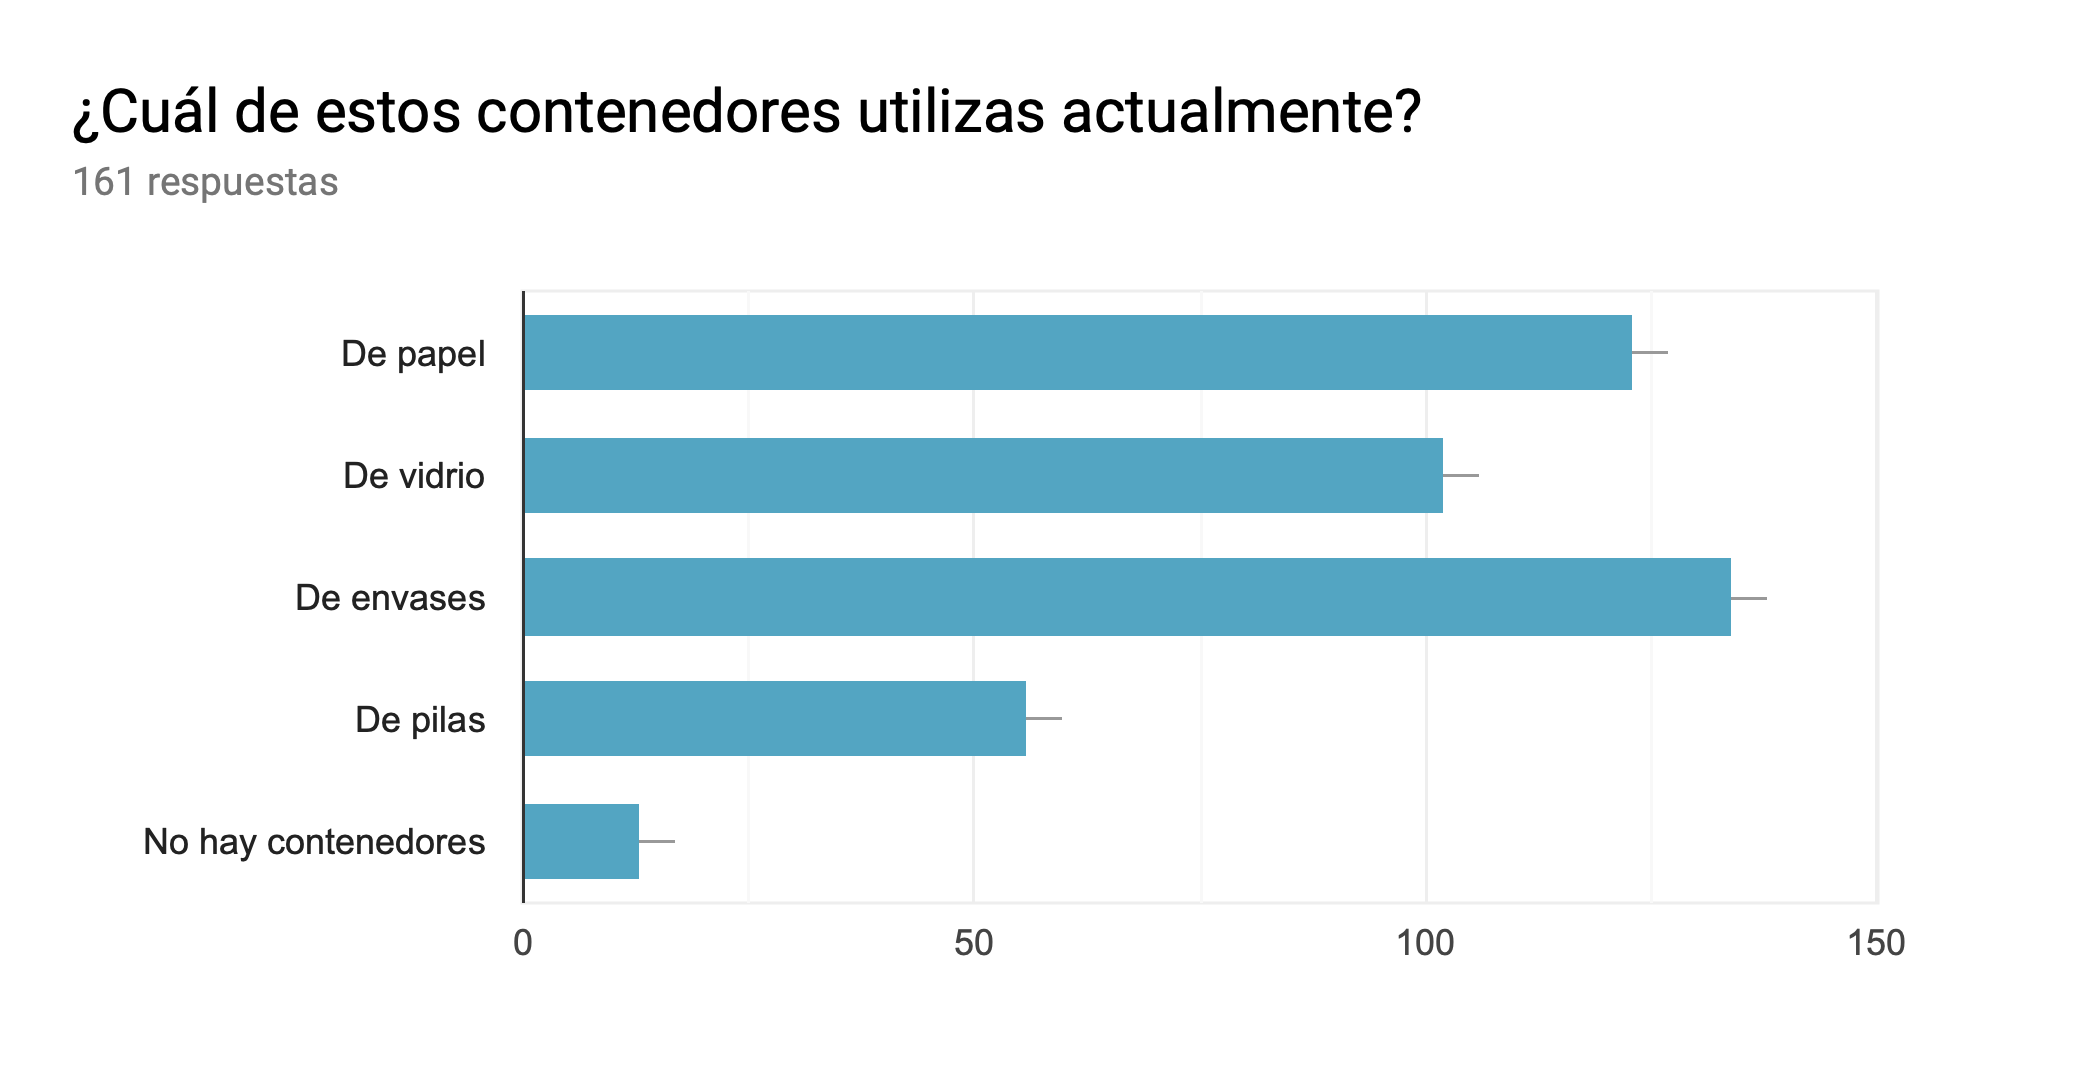 ¿Cuál de estos contenedores utilizas actualmente?
161 respuestas
De papel
De vidrio
De envases
De pilas
No hay contenedores
0 50 100 150